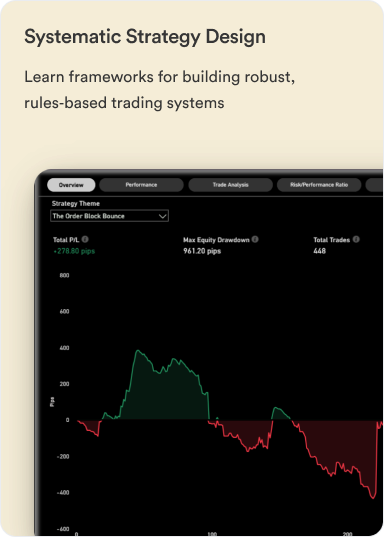 Systematic Strategy Design
Learn frameworks for building robust,
rules-based trading systems
Overview
Performance
Trade Analysis
Risk/Performance Ratio
Strategy Theme
The Order Block Bounce
Total P/L
Max Equity Drawdown
Total Trades
+278.80 pips
961.20 pips
448
800
600
400
200
0
-200
-400
-600
Pips
0
100
200